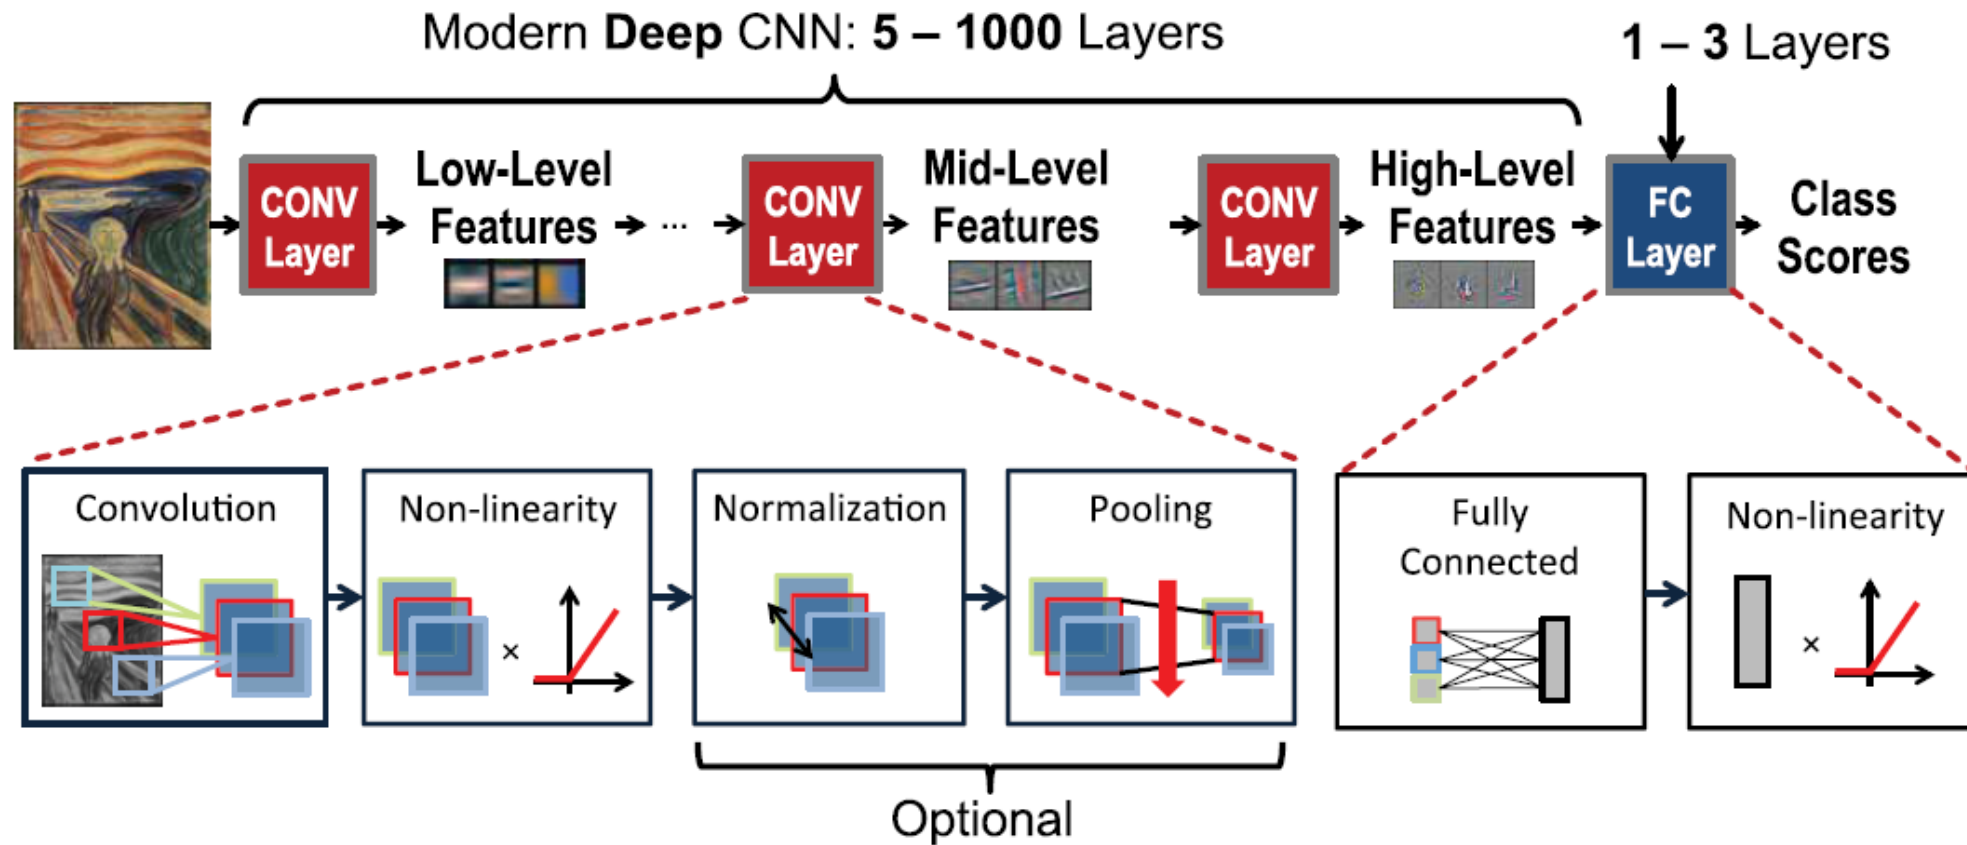 Modern Deep CNN: 5 – 1000 Layers
1 – 3 Layers
CONV
Layer
Low-Level
Features
...
CONV
Layer
Mid-Level
Features
CONV
Layer
High-Level
Features
FC
Layer
Class
Scores
Convolution
Non-linearity
×
Normalization
Pooling
Optional
Fully
Connected
Non-linearity
×